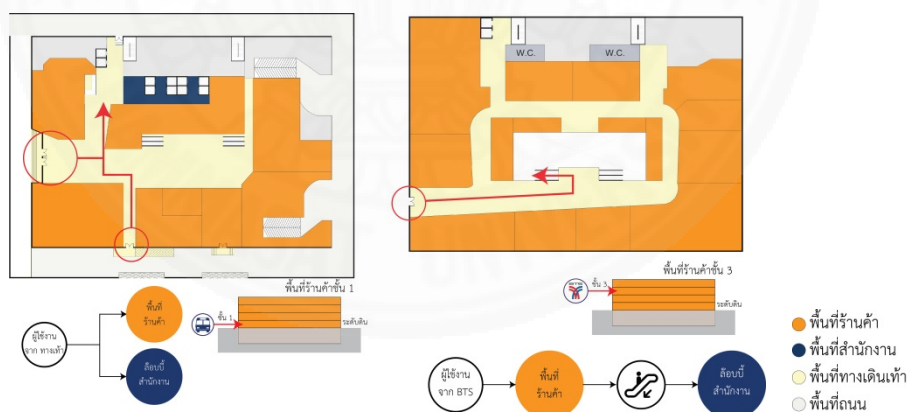 W.C.
W.C.
พื้นที่ร้านค้าชั้น 1
พื้นที่ร้านค้าชั้น 3
ชั้น 1
ระดับดิน
ชั้น 3
ระดับดิน
ผู้ใช้งาน
จาก ทางเท้า
พื้นที่
ร้านค้า
ล็อบบี้
สำนักงาน
ผู้ใช้งาน
จาก BTS
พื้นที่
ร้านค้า
ล็อบบี้
สำนักงาน
พื้นที่ร้านค้า
พื้นที่สำนักงาน
พื้นที่ทางเดินเท้า
พื้นที่ถนน